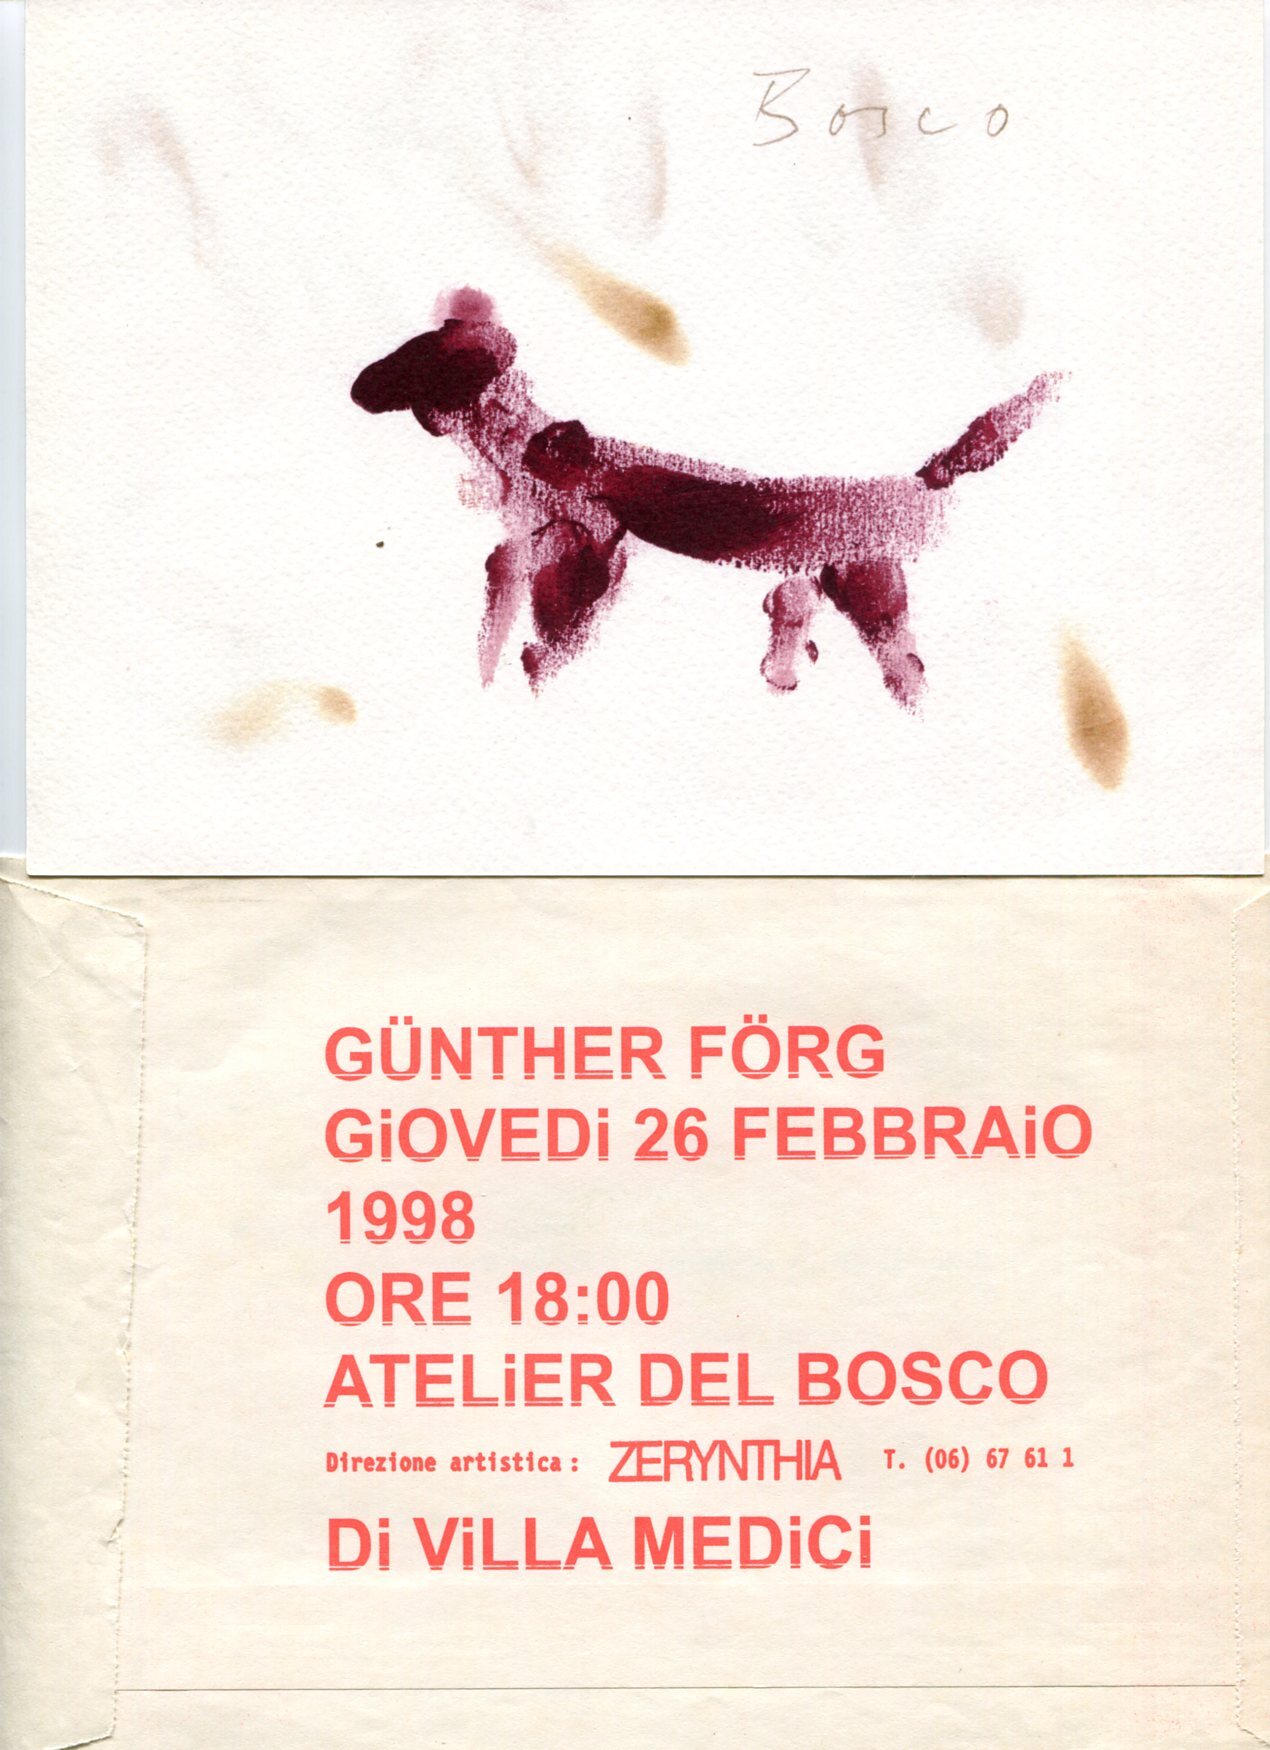 Bosco
GÜNTHER FÖRG
GiOVEDi 26 FEBBRAiO
1998
ORE 18:00
ATELiER DEL BOSCO
Direzione artistica: ZERYNTHIA T. (06) 67 61 1
Di ViLLA MEDiCi